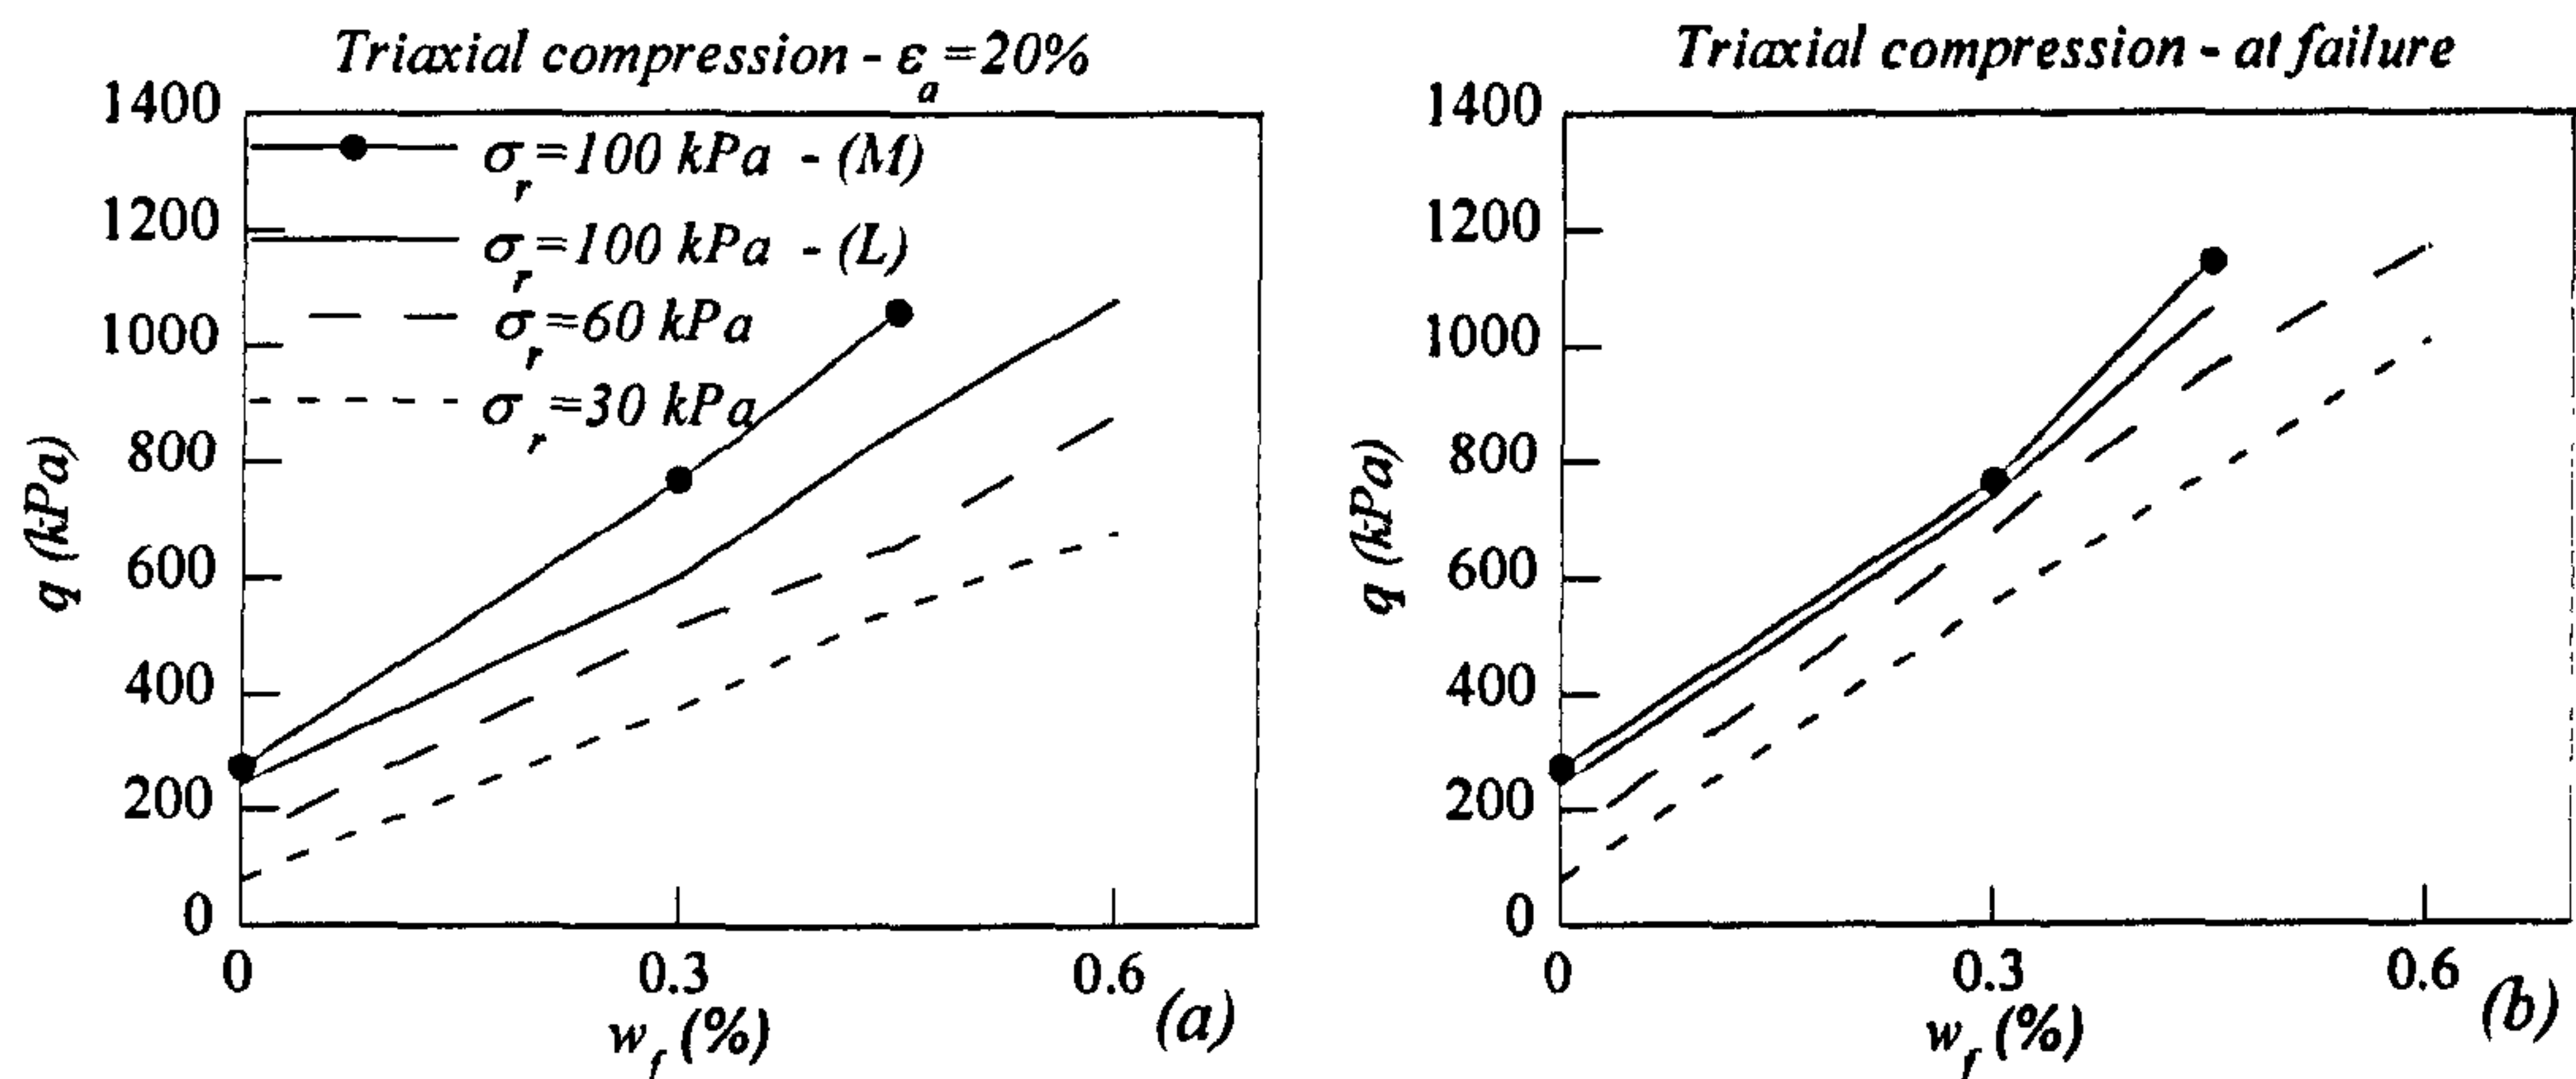 Triaxial compression - ε_a=20%
1400
1200
1000
800
600
400
200
0
q (kPa)
σ_r=100 kPa - (M)
σ_r=100 kPa - (L)
σ_r=60 kPa
σ_r=30 kPa
0 0.3 0.6
w_f (%)
(a)
Triaxial compression - at failure
1400
1200
1000
800
600
400
200
0
q (kPa)
0 0.3 0.6
w_f (%)
(b)